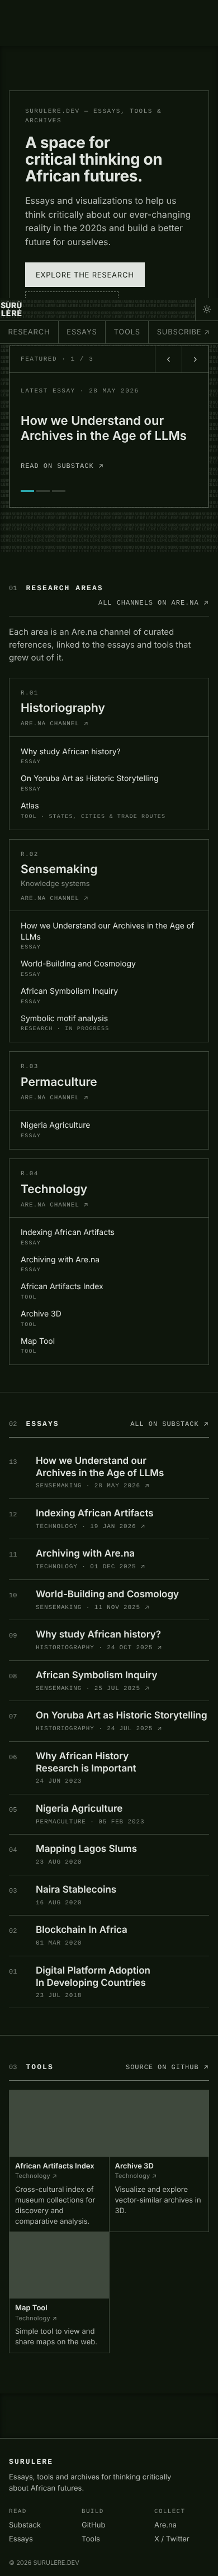 SURULERE.DEV — ESSAYS, TOOLS &
ARCHIVES
A space for
critical thinking on
African futures.
Essays and visualizations to help us
think critically about our ever-changing
reality in the 2020s and build a better
future for ourselves.
EXPLORE THE RESEARCH
SURU
LERE
RESEARCH
ESSAYS
TOOLS
SUBSCRIBE ↗
FEATURED · 1 / 3
‹ ›
LATEST ESSAY · 28 MAY 2026
How we Understand our
Archives in the Age of LLMs
READ ON SUBSTACK ↗
01 RESEARCH AREAS
ALL CHANNELS ON ARE.NA ↗
Each area is an Are.na channel of curated
references, linked to the essays and tools that
grew out of it.
R.01
Historiography
ARE.NA CHANNEL ↗
Why study African history?
ESSAY
On Yoruba Art as Historic Storytelling
ESSAY
Atlas
TOOL · STATES, CITIES & TRADE ROUTES
R.02
Sensemaking
Knowledge systems
ARE.NA CHANNEL ↗
How we Understand our Archives in the Age of
LLMs
ESSAY
World-Building and Cosmology
ESSAY
African Symbolism Inquiry
ESSAY
Symbolic motif analysis
RESEARCH · IN PROGRESS
R.03
Permaculture
ARE.NA CHANNEL ↗
Nigeria Agriculture
ESSAY
R.04
Technology
ARE.NA CHANNEL ↗
Indexing African Artifacts
ESSAY
Archiving with Are.na
ESSAY
African Artifacts Index
TOOL
Archive 3D
TOOL
Map Tool
TOOL
02 ESSAYS
ALL ON SUBSTACK ↗
13 How we Understand our
Archives in the Age of LLMs
SENSEMAKING · 28 MAY 2026 ↗
12 Indexing African Artifacts
TECHNOLOGY · 19 JAN 2026 ↗
11 Archiving with Are.na
TECHNOLOGY · 01 DEC 2025 ↗
10 World-Building and Cosmology
SENSEMAKING · 11 NOV 2025 ↗
09 Why study African history?
HISTORIOGRAPHY · 24 OCT 2025 ↗
08 African Symbolism Inquiry
SENSEMAKING · 25 JUL 2025 ↗
07 On Yoruba Art as Historic Storytelling
HISTORIOGRAPHY · 24 JUL 2025 ↗
06 Why African History
Research is Important
24 JUN 2023
05 Nigeria Agriculture
PERMACULTURE · 05 FEB 2023
04 Mapping Lagos Slums
23 AUG 2020
03 Naira Stablecoins
16 AUG 2020
02 Blockchain In Africa
01 MAR 2020
01 Digital Platform Adoption
In Developing Countries
23 JUL 2018
03 TOOLS
SOURCE ON GITHUB ↗
African Artifacts Index
Technology ↗
Cross-cultural index of
museum collections for
discovery and
comparative analysis.
Archive 3D
Technology ↗
Visualize and explore
vector-similar archives in
3D.
Map Tool
Technology ↗
Simple tool to view and
share maps on the web.
SURULERE
Essays, tools and archives for thinking critically
about African futures.
READ
Substack
Essays
BUILD
GitHub
Tools
COLLECT
Are.na
X / Twitter
© 2026 SURULERE.DEV